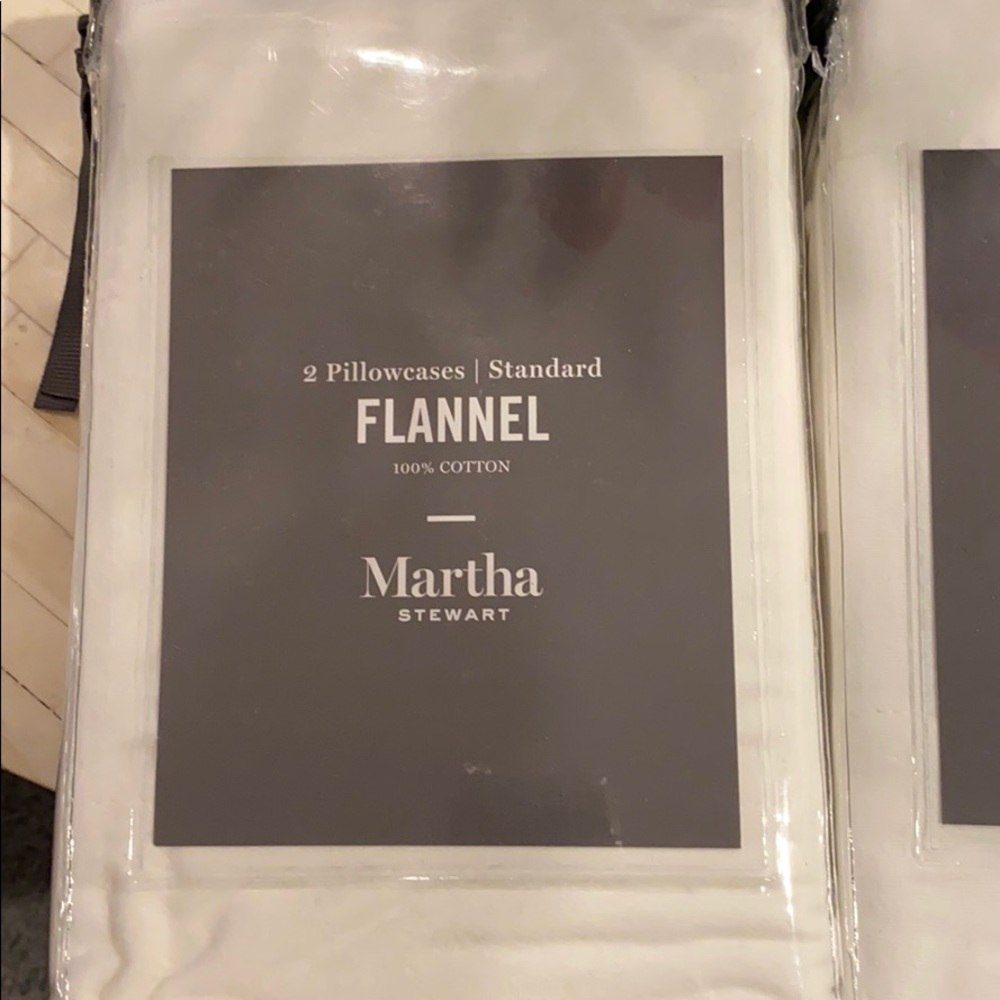 2 Pillowcases | Standard
FLANNEL
100% COTTON
Martha
STEWART